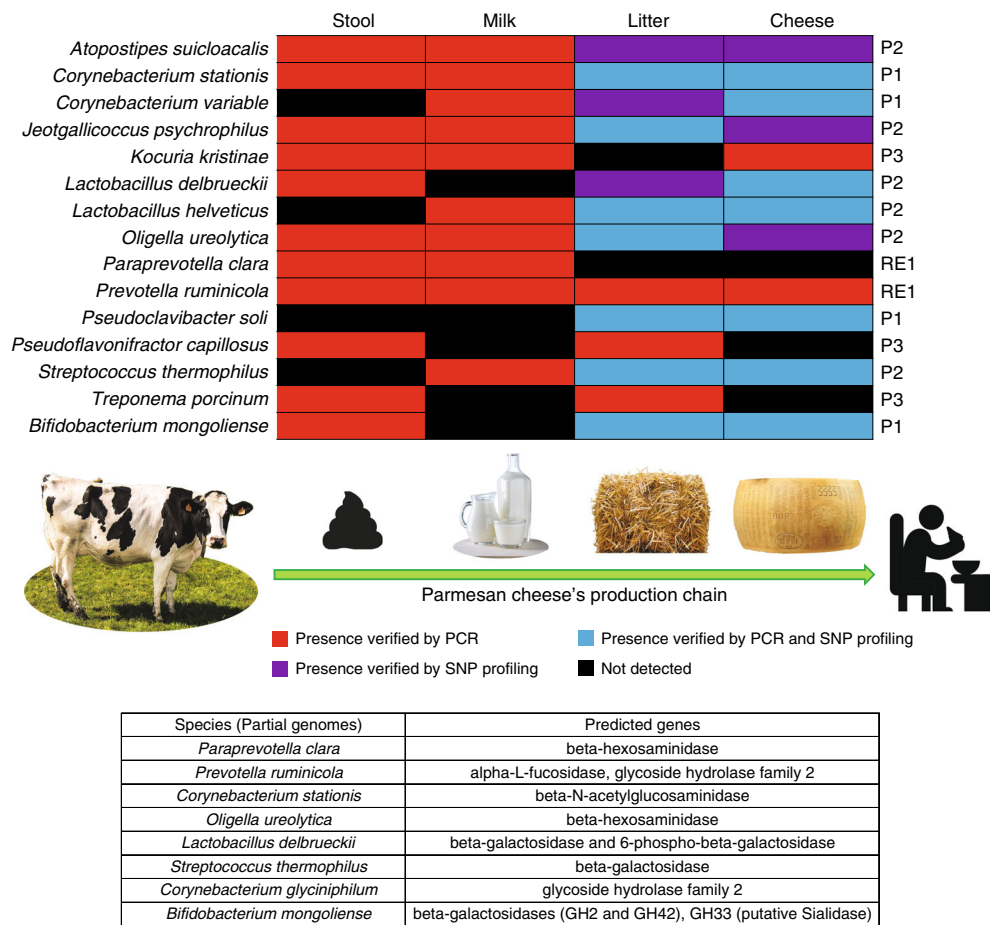 Stool Milk Litter Cheese
Atopostipes suicloacalis P2
Corynebacterium stationis P1
Corynebacterium variable P1
Jeotgallicoccus psychrophilus P2
Kocuria kristinae P3
Lactobacillus delbrueckii P2
Lactobacillus helveticus P2
Oligella ureolytica P2
Paraprevotella clara RE1
Prevotella ruminicola RE1
Pseudoclavibacter soli P1
Pseudoflavonifractor capillosus P3
Streptococcus thermophilus P2
Treponema porcinum P3
Bifidobacterium mongoliense P1
Parmesan cheese's production chain
Presence verified by PCR Presence verified by PCR and SNP profiling
Presence verified by SNP profiling Not detected
Species (Partial genomes) Predicted genes
Paraprevotella clara beta-hexosaminidase
Prevotella ruminicola alpha-L-fucosidase, glycoside hydrolase family 2
Corynebacterium stationis beta-N-acetylglucosaminidase
Oligella ureolytica beta-hexosaminidase
Lactobacillus delbrueckii beta-galactosidase and 6-phospho-beta-galactosidase
Streptococcus thermophilus beta-galactosidase
Corynebacterium glyciniphilum glycoside hydrolase family 2
Bifidobacterium mongoliense beta-galactosidases (GH2 and GH42), GH33 (putative Sialidase)